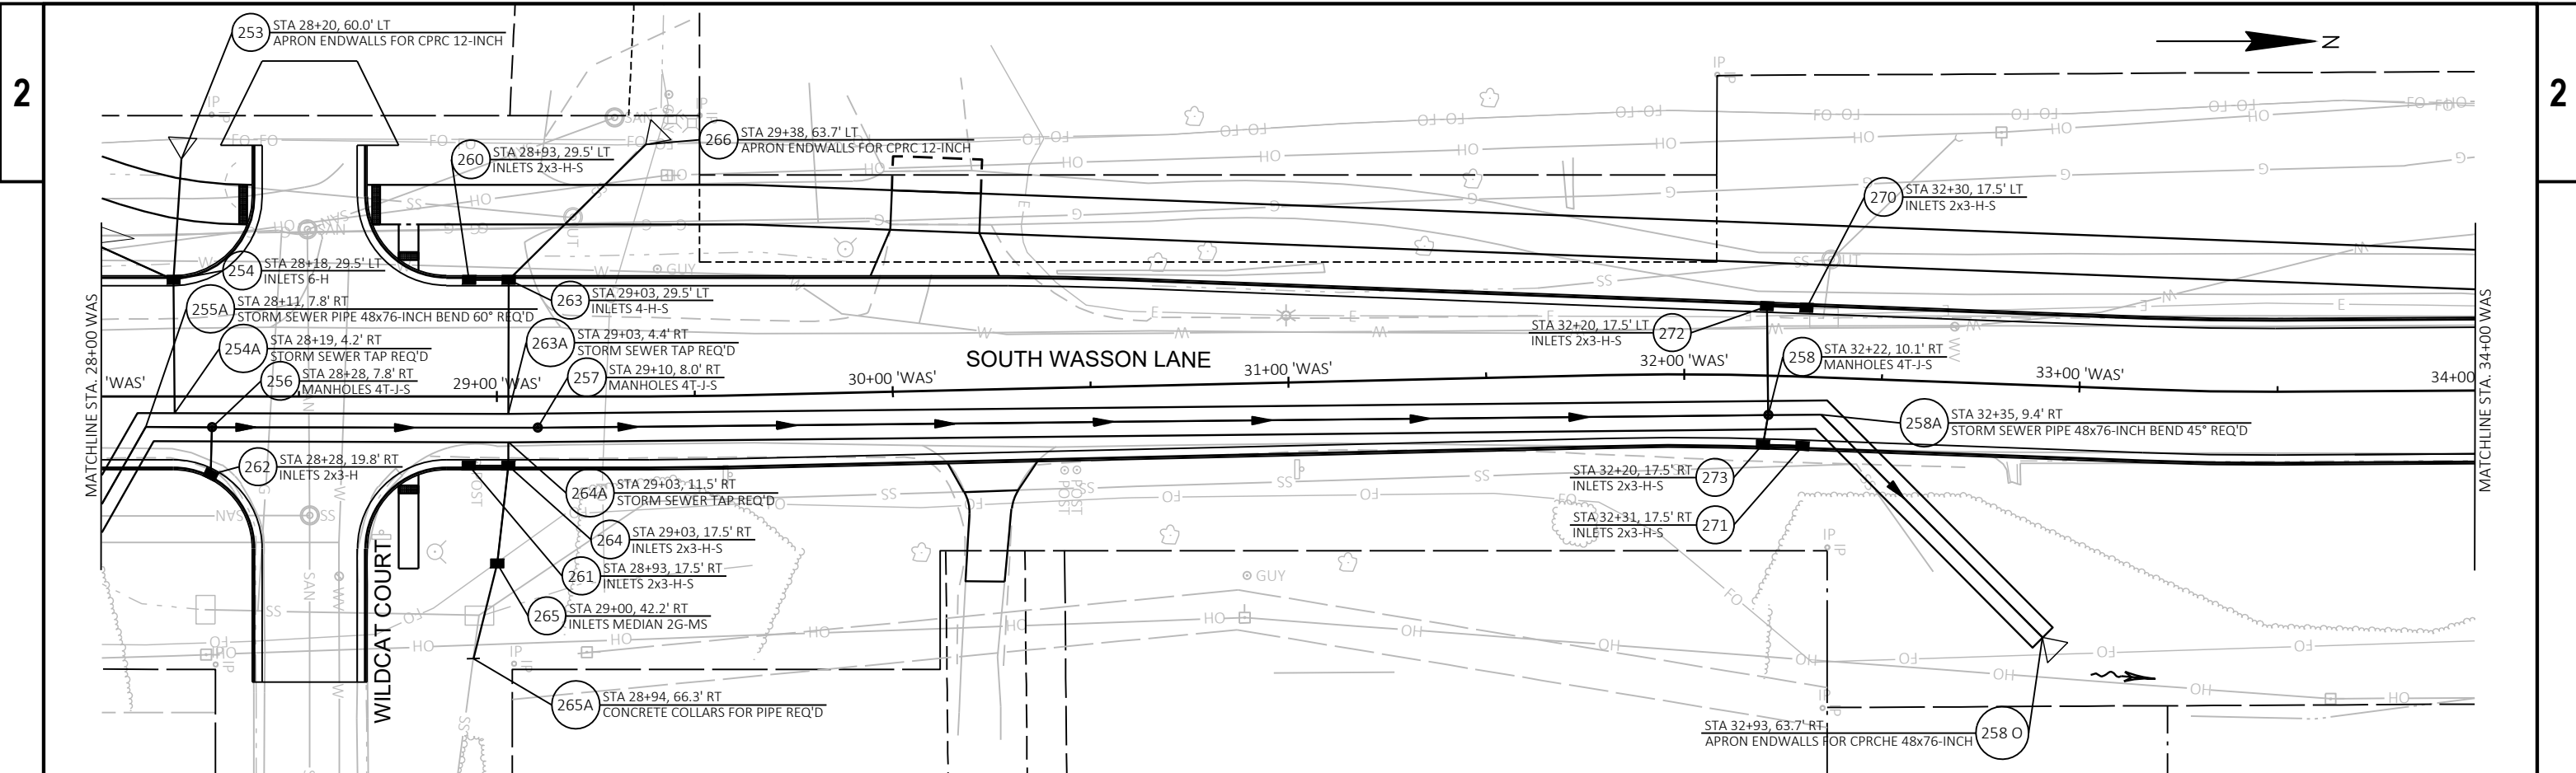 2
2
N
253
STA 28+20, 60.0' LT
APRON ENDWALLS FOR CPRC 12-INCH
266
STA 29+38, 63.7' LT
APRON ENDWALLS FOR CPRC 12-INCH
260
STA 28+93, 29.5' LT
INLETS 2x3-H-S
270
STA 32+30, 17.5' LT
INLETS 2x3-H-S
254
STA 28+18, 29.5' LT
INLETS 6-H
263
STA 29+03, 29.5' LT
INLETS 4-H-S
255A
STA 28+11, 7.8' RT
STORM SEWER PIPE 48x76-INCH BEND 60° REQ'D
254A
STA 28+19, 4.2' RT
STORM SEWER TAP REQ'D
263A
STA 29+03, 4.4' RT
STORM SEWER TAP REQ'D
272
STA 32+20, 17.5' LT
INLETS 2x3-H-S
SOUTH WASSON LANE
258
STA 32+22, 10.1' RT
MANHOLES 4T-J-S
256
STA 28+28, 7.8' RT
MANHOLES 4T-J-S
257
STA 29+10, 8.0' RT
MANHOLES 4T-J-S
'WAS'
29+00 'WAS'
30+00 'WAS'
31+00 'WAS'
32+00 'WAS'
33+00 'WAS'
34+00
MATCHLINE STA. 28+00 WAS
MATCHLINE STA. 34+00 WAS
258A
STA 32+35, 9.4' RT
STORM SEWER PIPE 48x76-INCH BEND 45° REQ'D
262
STA 28+28, 19.8' RT
INLETS 2x3-H
264A
STA 29+03, 11.5' RT
STORM SEWER TAP REQ'D
273
STA 32+20, 17.5' RT
INLETS 2x3-H-S
264
STA 29+03, 17.5' RT
INLETS 2x3-H-S
271
STA 32+31, 17.5' RT
INLETS 2x3-H-S
261
STA 28+93, 17.5' RT
INLETS 2x3-H-S
265
STA 29+00, 42.2' RT
INLETS MEDIAN 2G-MS
WILDCAT COURT
265A
STA 28+94, 66.3' RT
CONCRETE COLLARS FOR PIPE REQ'D
258 O
STA 32+93, 63.7' RT
APRON ENDWALLS FOR CPRCHE 48x76-INCH
GUY
GUY